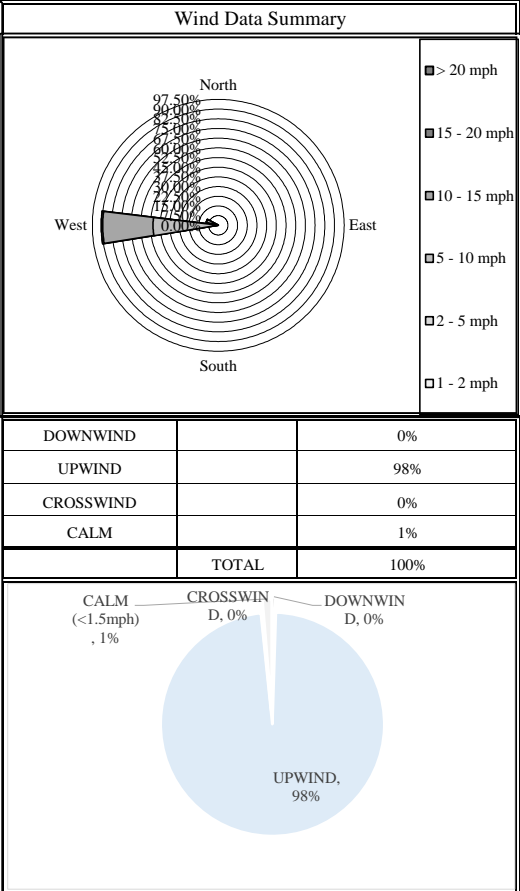 Wind Data Summary
North
97.50%
90.00%
82.50%
75.00%
67.50%
60.00%
52.50%
45.00%
37.50%
30.00%
22.50%
15.00%
7.50%
0.00%
West
East
South
> 20 mph
15 - 20 mph
10 - 15 mph
5 - 10 mph
2 - 5 mph
1 - 2 mph
DOWNWIND 0%
UPWIND 98%
CROSSWIND 0%
CALM 1%
TOTAL 100%
CALM
(<1.5mph)
, 1%
CROSSWIN
D, 0%
DOWNWIN
D, 0%
UPWIND,
98%